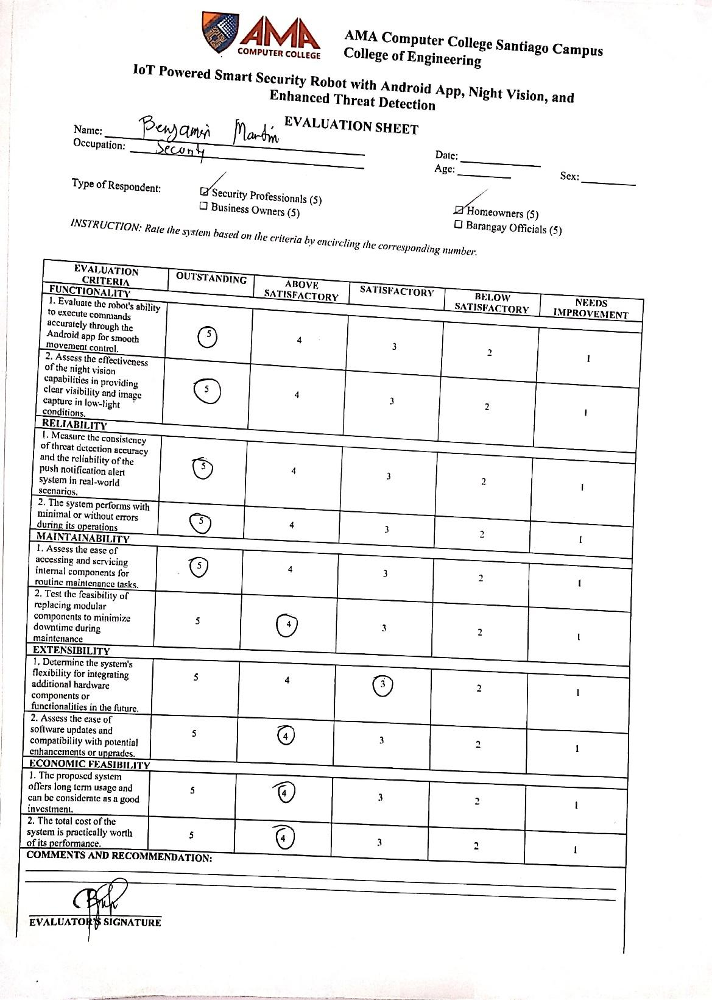 AMA
COMPUTER COLLEGE
AMA Computer College Santiago Campus
College of Engineering
IoT Powered Smart Security Robot with Android App, Night Vision, and
Enhanced Threat Detection
EVALUATION SHEET
Name: Benjamin Martin
Occupation: Security
Date:
Age:
Sex:
Type of Respondent:
☑ Security Professionals (5)
☐ Business Owners (5)
☑ Homeowners (5)
☐ Barangay Officials (5)
INSTRUCTION: Rate the system based on the criteria by encircling the corresponding number.
EVALUATION CRITERIA OUTSTANDING ABOVE SATISFACTORY SATISFACTORY BELOW SATISFACTORY NEEDS IMPROVEMENT
FUNCTIONALITY
1. Evaluate the robot's ability
to execute commands
accurately through the
Android app for smooth
movement control.
5 4 3 2 1
2. Assess the effectiveness
of the night vision
capabilities in providing
clear visibility and image
capture in low-light
conditions.
5 4 3 2 1
RELIABILITY
1. Measure the consistency
of threat detection accuracy
and the reliability of the
push notification alert
system in real-world
scenarios.
5 4 3 2 1
2. The system performs with
minimal or without errors
during its operations
5 4 3 2 1
MAINTAINABILITY
1. Assess the ease of
accessing and servicing
internal components for
routine maintenance tasks.
5 4 3 2 1
2. Test the feasibility of
replacing modular
components to minimize
downtime during
maintenance
5 4 3 2 1
EXTENSIBILITY
1. Determine the system's
flexibility for integrating
additional hardware
components or
functionalities in the future.
5 4 3 2 1
2. Assess the ease of
software updates and
compatibility with potential
enhancements or upgrades.
5 4 3 2 1
ECONOMIC FEASIBILITY
1. The proposed system
offers long term usage and
can be considerate as a good
investment.
5 4 3 2 1
2. The total cost of the
system is practically worth
of its performance.
5 4 3 2 1
COMMENTS AND RECOMMENDATION:
EVALUATOR'S SIGNATURE